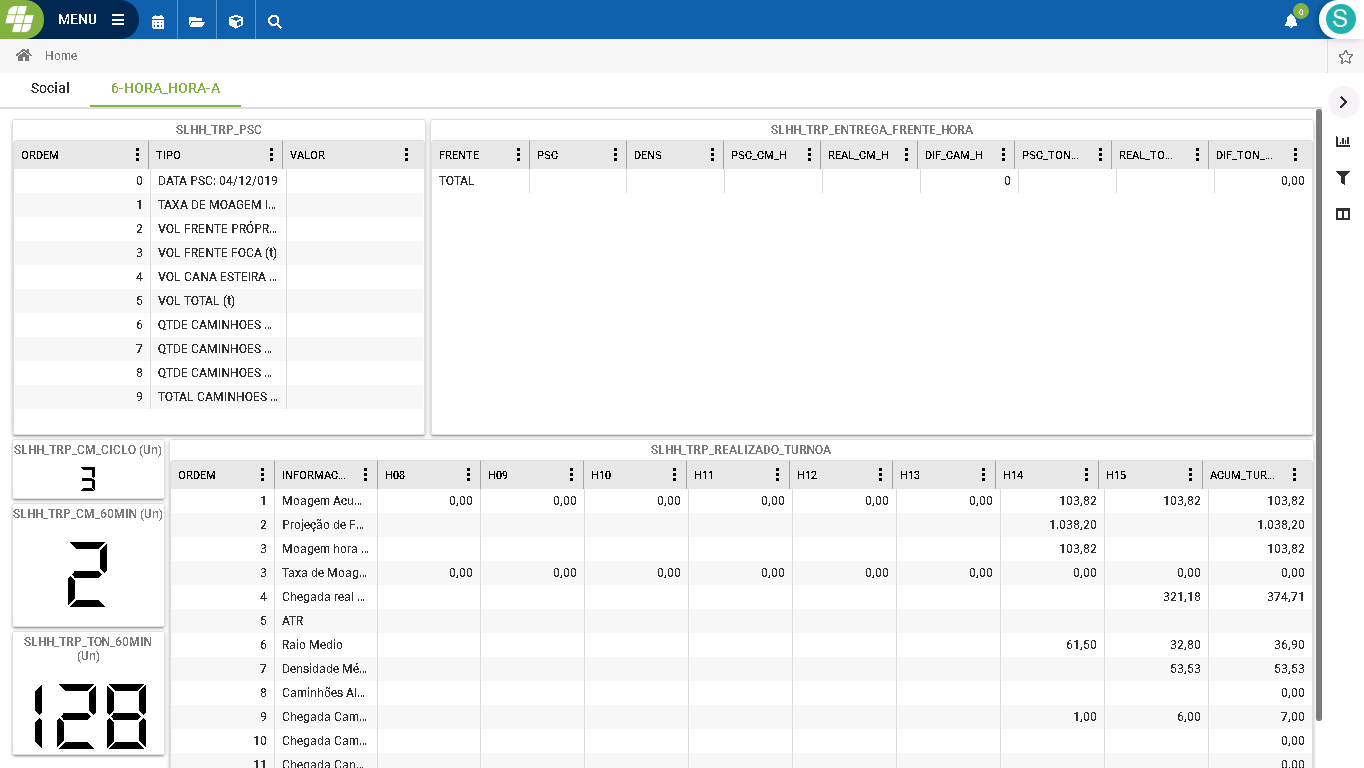 MENU
0
S
Home
Social 6-HORA_HORA-A
SLHH_TRP_PSC
ORDEM TIPO VALOR
0 DATA PSC: 04/12/019
1 TAXA DE MOAGEM I...
2 VOL FRENTE PRÓPR...
3 VOL FRENTE FOCA (t)
4 VOL CANA ESTEIRA ...
5 VOL TOTAL (t)
6 QTDE CAMINHOES ...
7 QTDE CAMINHOES ...
8 QTDE CAMINHOES ...
9 TOTAL CAMINHOES ...
SLHH_TRP_ENTREGA_FRENTE_HORA
FRENTE PSC DENS PSC_CM_H REAL_CM_H DIF_CAM_H PSC_TON... REAL_TO... DIF_TON_...
TOTAL 0 0,00
SLHH_TRP_CM_CICLO (Un)
3
SLHH_TRP_CM_60MIN (Un)
2
SLHH_TRP_TON_60MIN
(Un)
128
SLHH_TRP_REALIZADO_TURNOA
ORDEM INFORMAC... H08 H09 H10 H11 H12 H13 H14 H15 ACUM_TUR...
1 Moagem Acu... 0,00 0,00 0,00 0,00 0,00 0,00 103,82 103,82 103,82
2 Projeção de F... 1.038,20 1.038,20
3 Moagem hora ... 103,82 103,82
3 Taxa de Moag... 0,00 0,00 0,00 0,00 0,00 0,00 0,00 0,00 0,00
4 Chegada real ... 321,18 374,71
5 ATR
6 Raio Medio 61,50 32,80 36,90
7 Densidade Mé... 53,53 53,53
8 Caminhões Al... 0,00
9 Chegada Cam... 1,00 6,00 7,00
10 Chegada Cam... 0,00
11 Chegada Can... 0,00